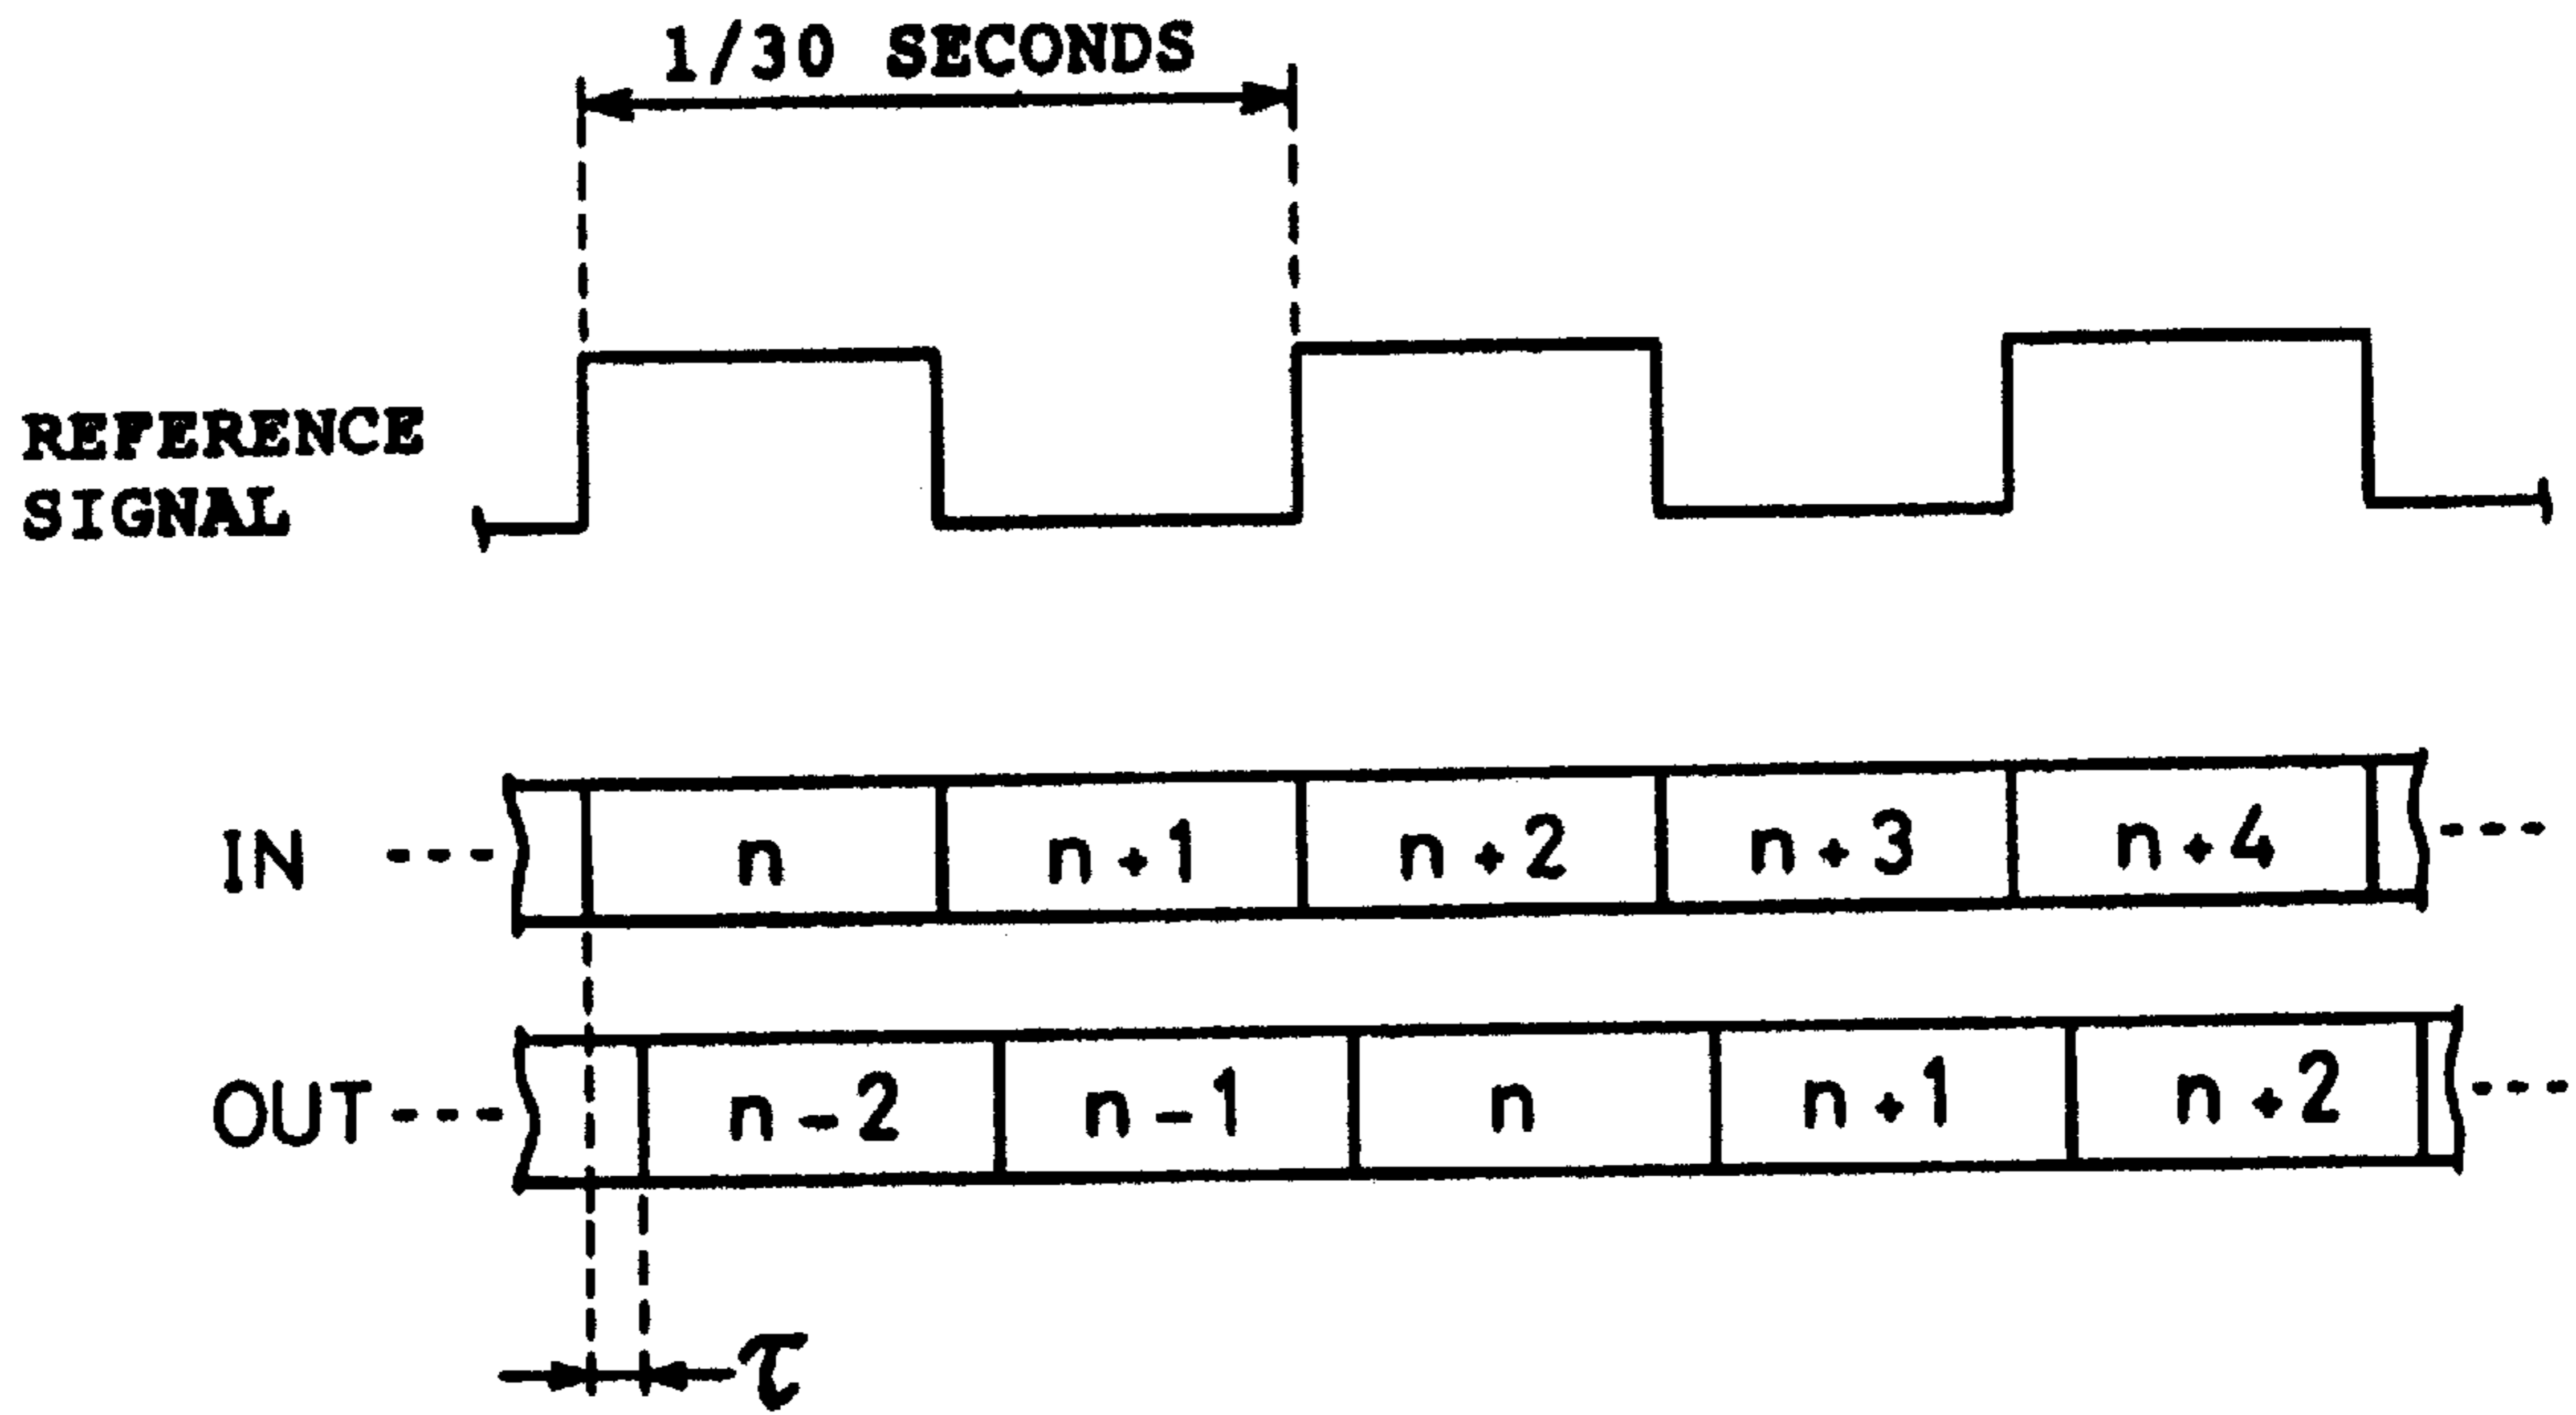 1/30 SECONDS
REFERENCE
SIGNAL
IN --- n n+1 n+2 n+3 n+4 ---
OUT --- n-2 n-1 n n+1 n+2 ---
τ